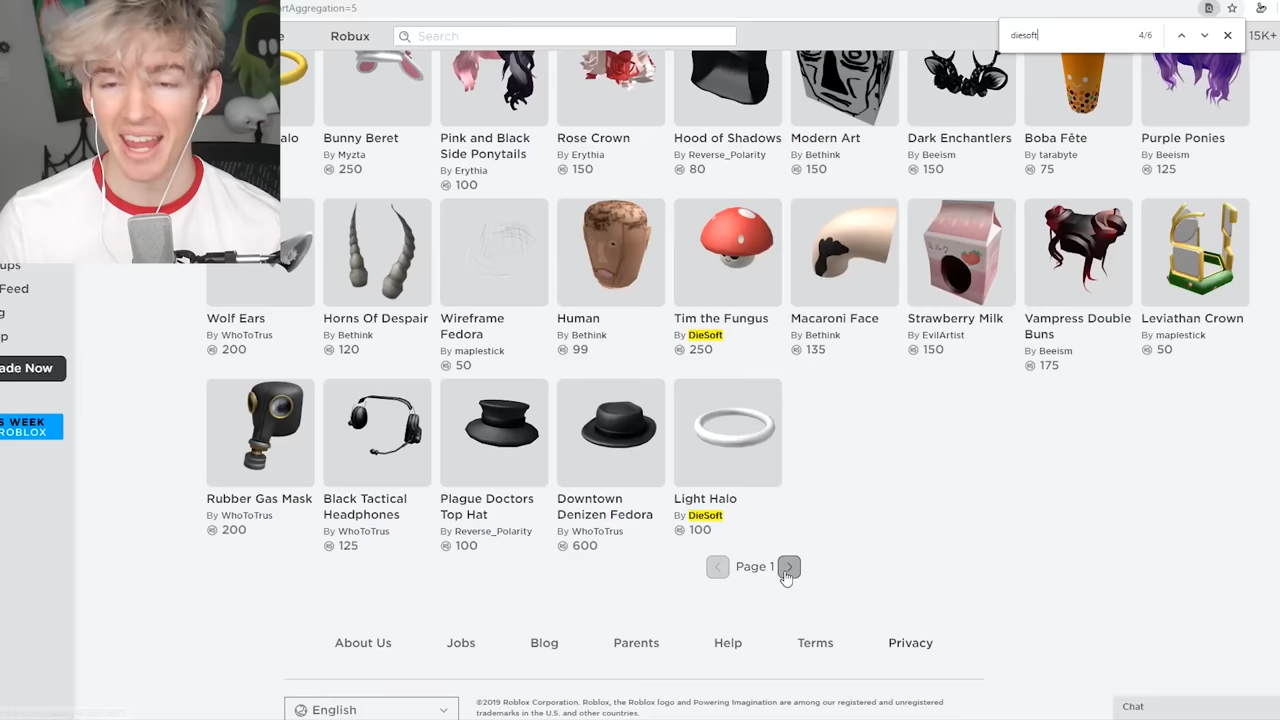 artAggregation=5
diesoft
4/6
e
Robux
Search
15K+
alo
Bunny Beret
By Myzta
250
Pink and Black
Side Ponytails
By Erythia
100
Rose Crown
By Erythia
150
Hood of Shadows
By Reverse_Polarity
80
Modern Art
By Bethink
150
Dark Enchantlers
By Beeism
150
Boba Fête
By tarabyte
75
Purple Ponies
By Beeism
125
ups
Feed
g
p
ade Now
S WEEK
ROBLOX
Wolf Ears
By WhoToTrus
200
Horns Of Despair
By Bethink
120
Wireframe
Fedora
By maplestick
50
Human
By Bethink
99
Tim the Fungus
By DieSoft
250
Macaroni Face
By Bethink
135
ミルク
Strawberry Milk
By EvilArtist
150
Vampress Double
Buns
By Beeism
175
Leviathan Crown
By maplestick
50
Rubber Gas Mask
By WhoToTrus
200
Black Tactical
Headphones
By WhoToTrus
125
Plague Doctors
Top Hat
By Reverse_Polarity
100
Downtown
Denizen Fedora
By WhoToTrus
600
Light Halo
By DieSoft
100
Page 1
About Us
Jobs
Blog
Parents
Help
Terms
Privacy
English
©2019 Roblox Corporation. Roblox, the Roblox logo and Powering Imagination are among our registered and unregistered
trademarks in the U.S. and other countries.
Chat